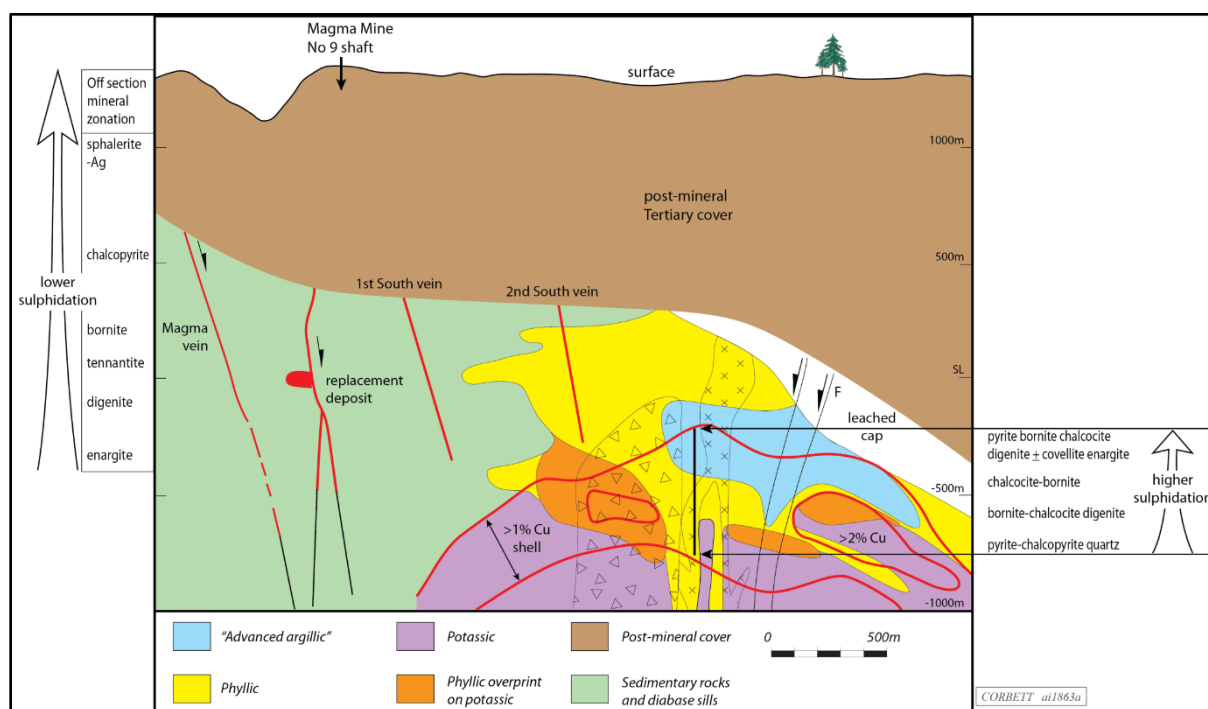 Magma Mine
No 9 shaft
surface
Off section
mineral
zonation
sphalerite
-Ag
chalcopyrite
bornite
tennantite
digenite
enargite
lower
sulphidation
1000m
500m
SL
-500m
-1000m
post-mineral
Tertiary cover
1st South vein
2nd South vein
Magma
vein
replacement
deposit
F
leached
cap
>1% Cu
shell
>2% Cu
pyrite bornite chalcocite
digenite ± covellite enargite
chalcocite-bornite
bornite-chalcocite digenite
pyrite-chalcopyrite quartz
higher
sulphidation
"Advanced argillic"
Potassic
Post-mineral cover
0 500m
Phyllic
Phyllic overprint
on potassic
Sedimentary rocks
and diabase sills
CORBETT ai1863a